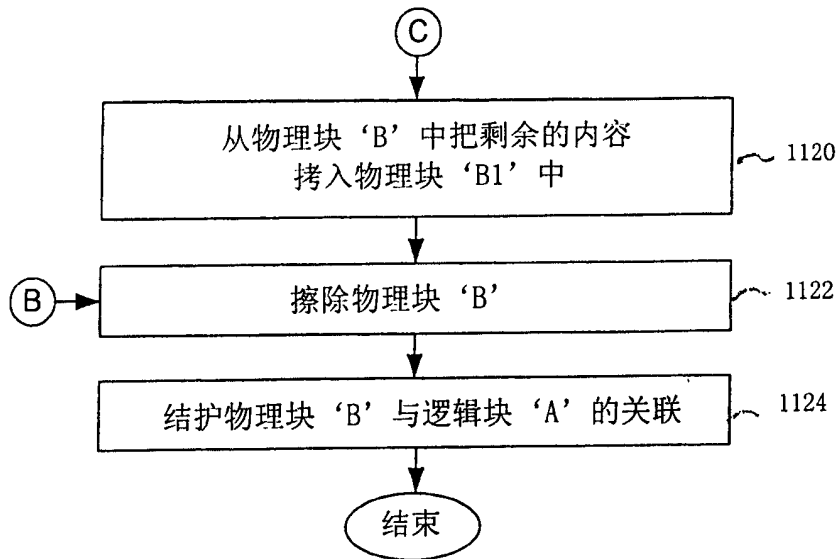 C
从物理块‘B’中把剩余的内容
拷入物理块‘B1’中
1120
B
擦除物理块‘B’
1122
结护物理块‘B’与逻辑块‘A’的关联
1124
结束